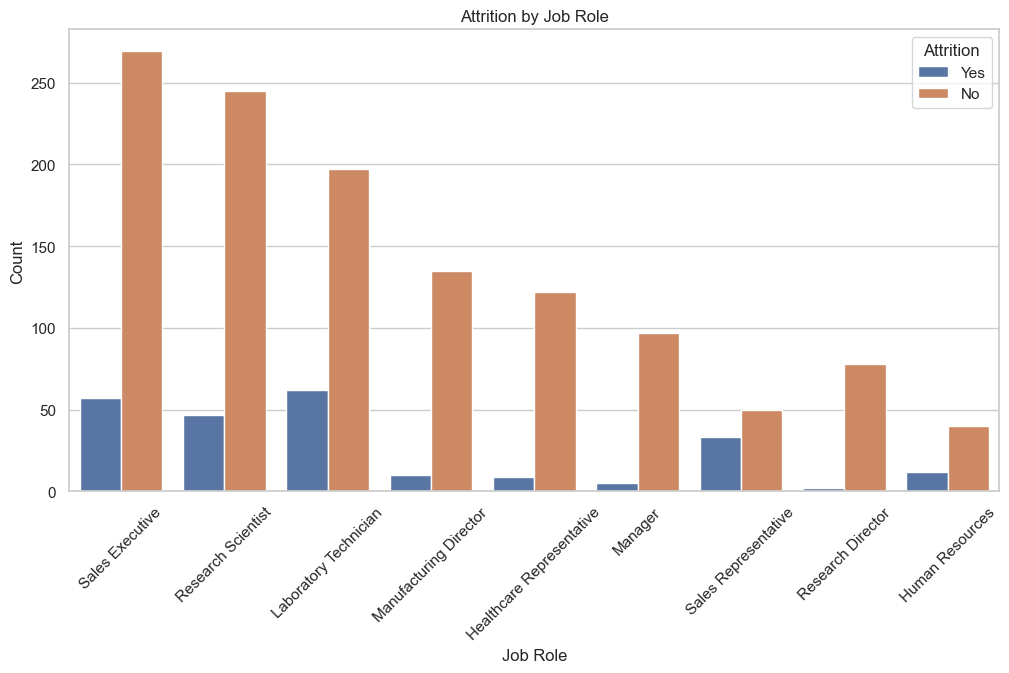 Attrition by Job Role
Attrition
Yes
No
Count
250
200
150
100
50
0
Sales Executive
Research Scientist
Laboratory Technician
Manufacturing Director
Healthcare Representative
Manager
Sales Representative
Research Director
Human Resources
Job Role